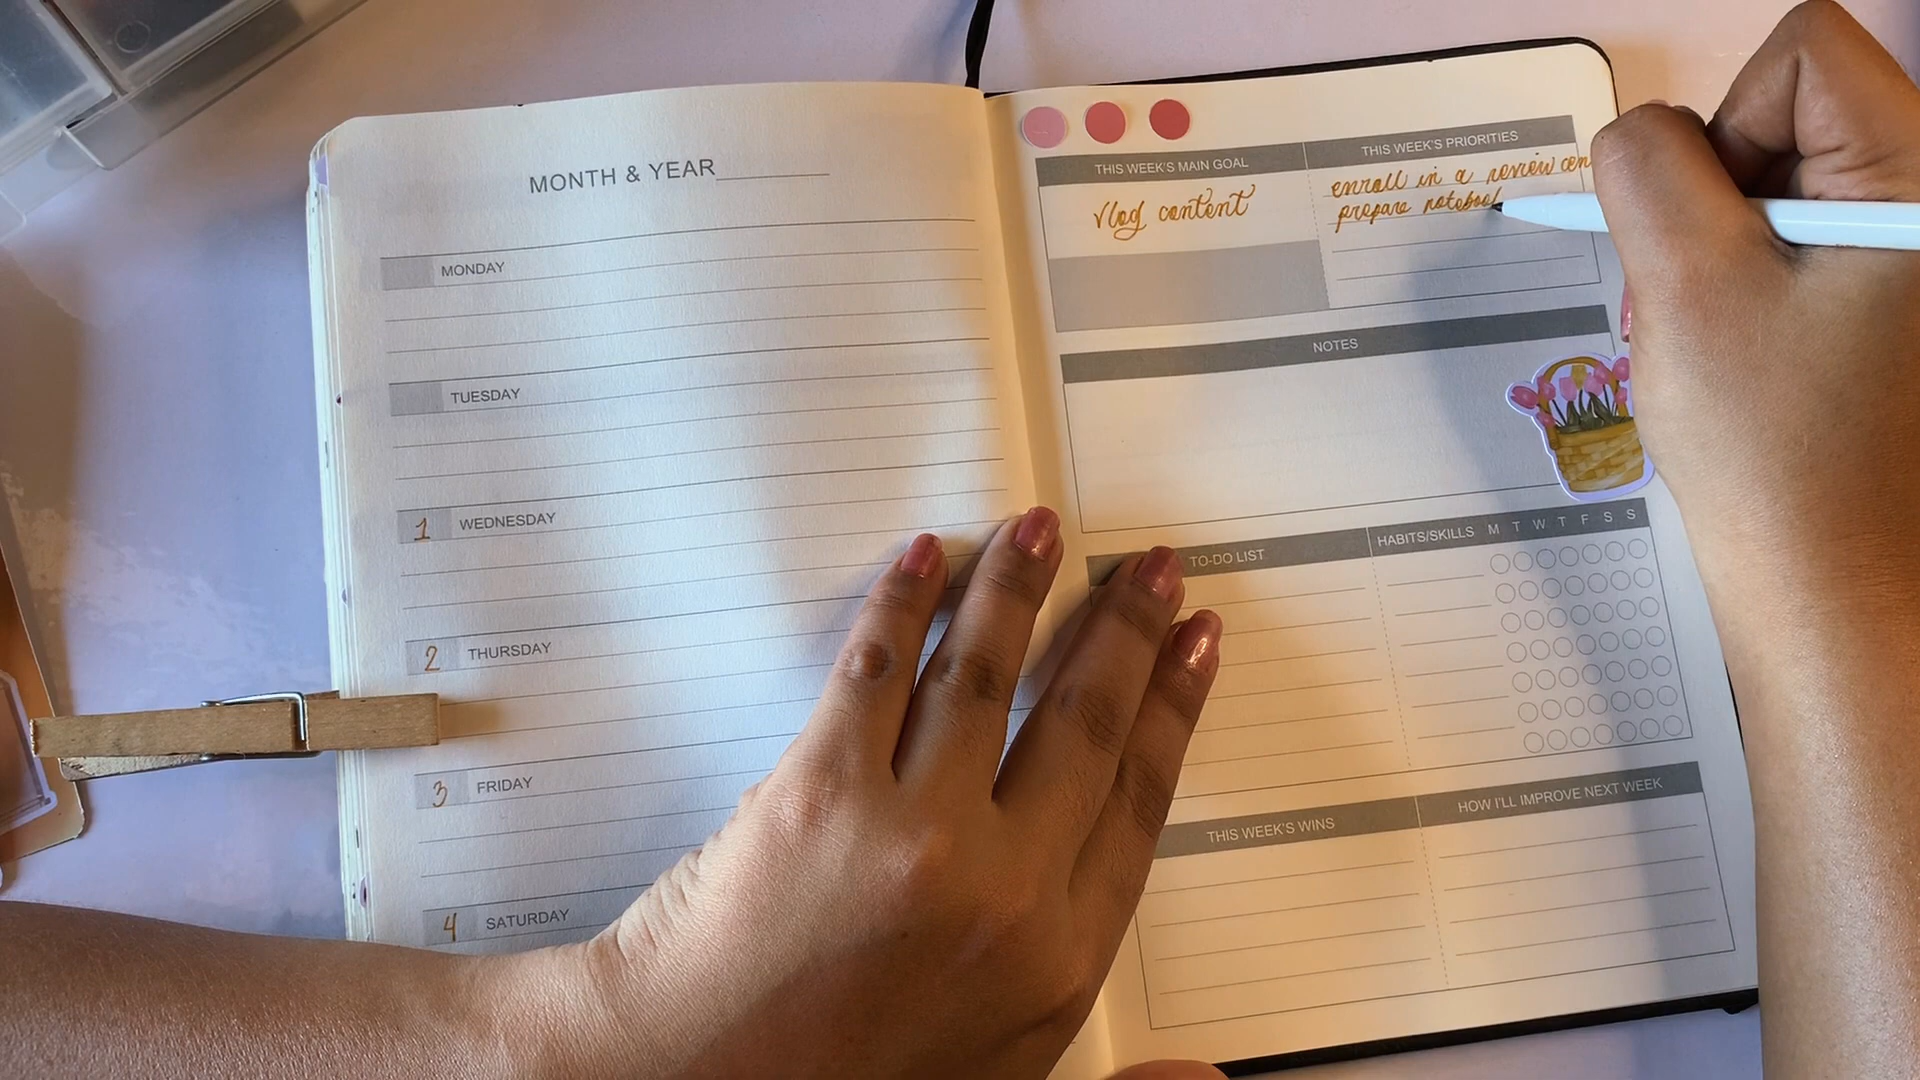 MONTH & YEAR
MONDAY
TUESDAY
1 WEDNESDAY
2 THURSDAY
3 FRIDAY
4 SATURDAY
THIS WEEK'S MAIN GOAL
vlog content
THIS WEEK'S PRIORITIES
enroll in a review cen
prepare notebook
NOTES
TO-DO LIST
HABITS/SKILLS M T W T F S S
THIS WEEK'S WINS
HOW I'LL IMPROVE NEXT WEEK